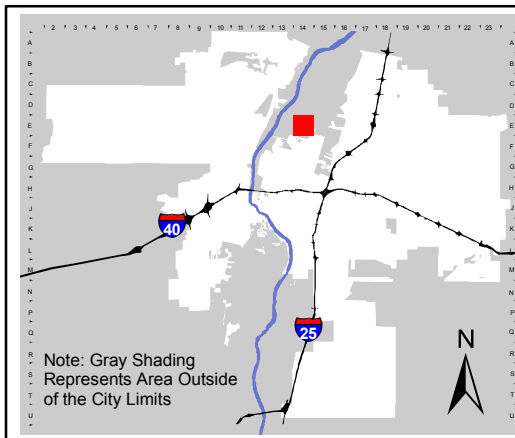 2 3 4 5 6 7 8 9 10 11 12 13 14 15 16 17 18 19 20 21 22 23
A
B
C
D
E
F
G
H
J
K
L
M
N
P
Q
R
S
T
U
A
B
C
D
E
F
G
H
J
K
L
M
N
P
Q
R
S
T
U
40
25
Note: Gray Shading
Represents Area Outside
of the City Limits
N